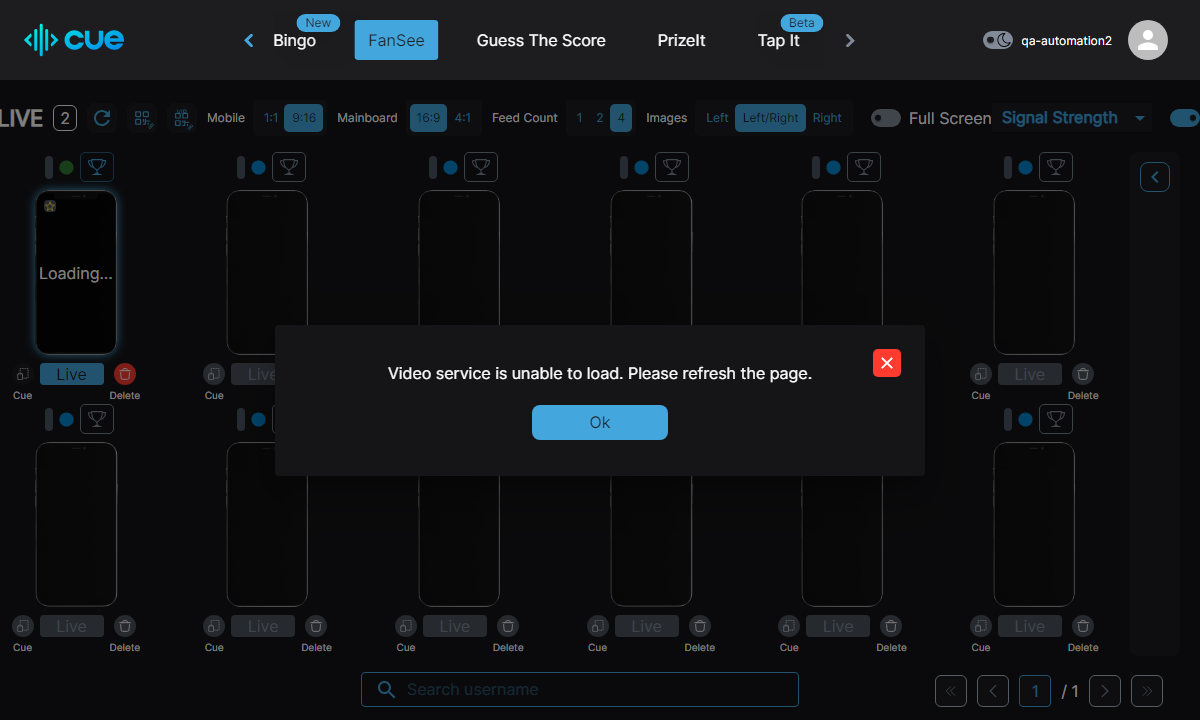 cue
New
Beta
Bingo FanSee Guess The Score PrizeIt Tap It
qa-automation2
LIVE 2 Mobile 1:1 9:16 Mainboard 16:9 4:1 Feed Count 1 2 4 Images Left Left/Right Right Full Screen Signal Strength
Loading...
Video service is unable to load. Please refresh the page.
Ok
Live Live Live
Cue Delete Cue Cue Delete
Live Live Live Live Live Live
Cue Delete Cue Delete Cue Delete Cue Delete Cue Delete Cue Delete
Search username
1 / 1